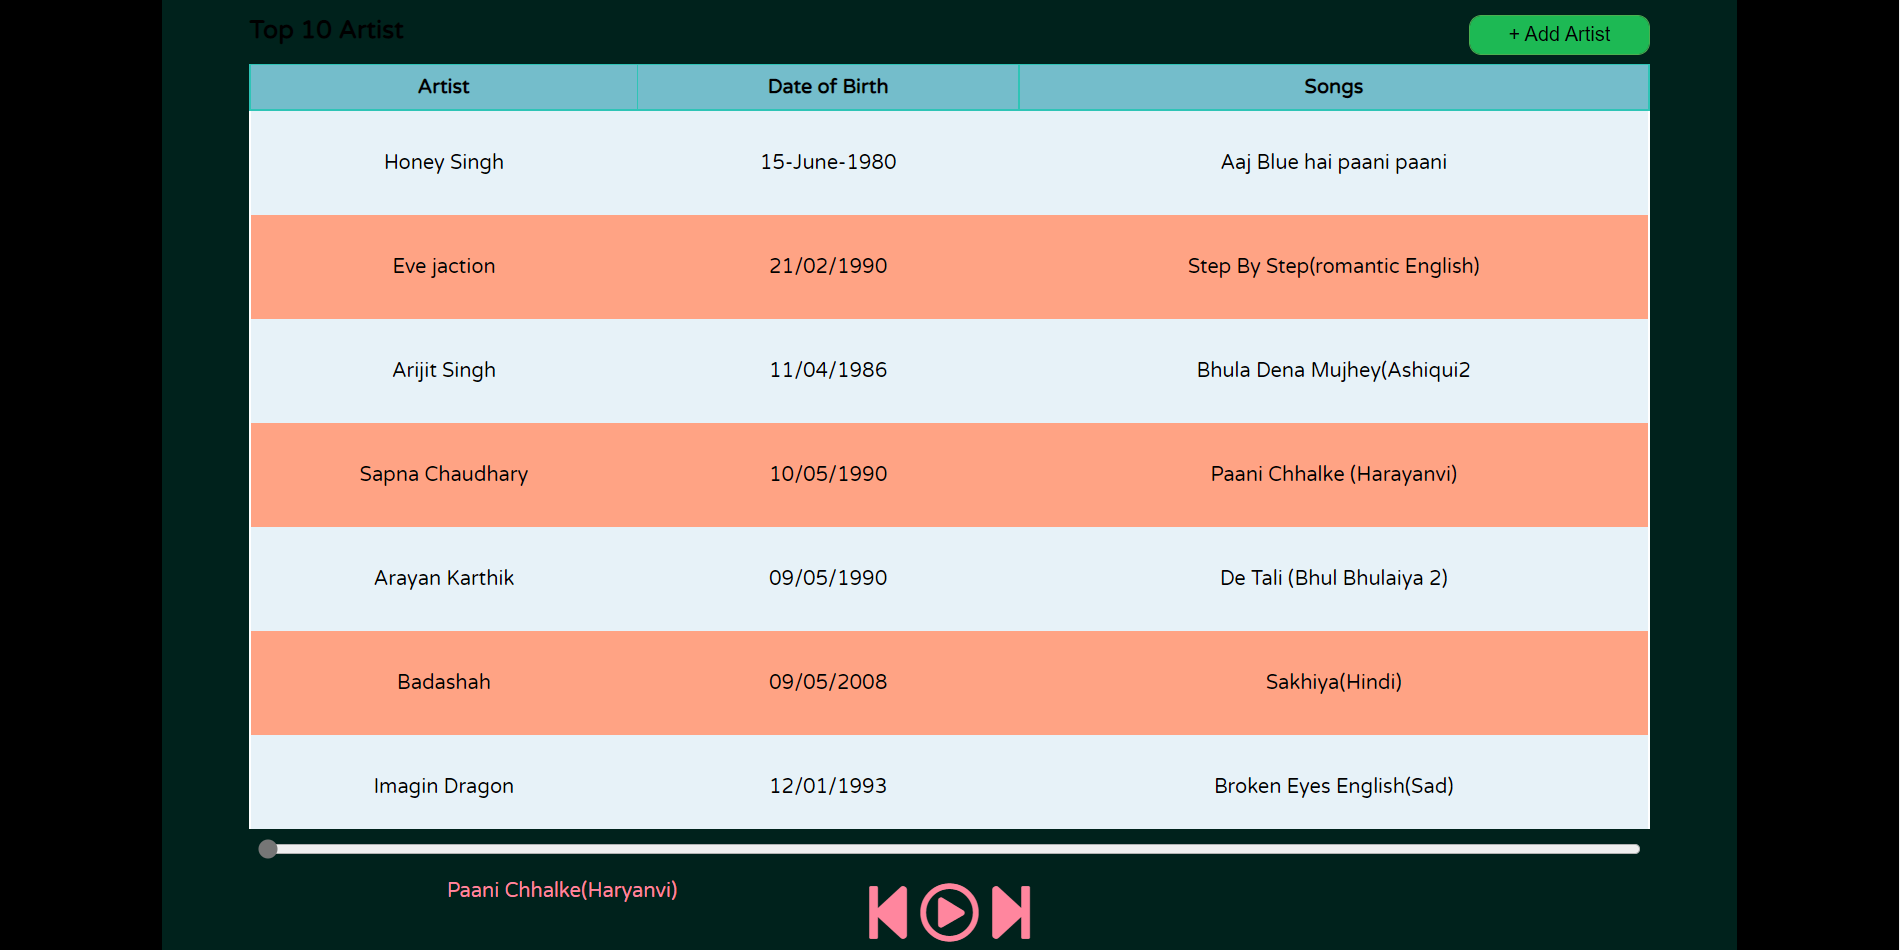 Top 10 Artist
+ Add Artist
Artist Date of Birth Songs
Honey Singh 15-June-1980 Aaj Blue hai paani paani
Eve jaction 21/02/1990 Step By Step(romantic English)
Arijit Singh 11/04/1986 Bhula Dena Mujhey(Ashiqui2
Sapna Chaudhary 10/05/1990 Paani Chhalke (Harayanvi)
Arayan Karthik 09/05/1990 De Tali (Bhul Bhulaiya 2)
Badashah 09/05/2008 Sakhiya(Hindi)
Imagin Dragon 12/01/1993 Broken Eyes English(Sad)
Paani Chhalke(Haryanvi)